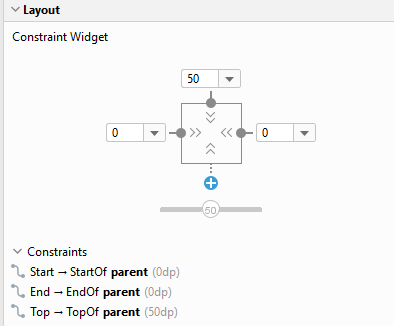 Layout
Constraint Widget
50
0
0
50
Constraints
Start → StartOf parent (0dp)
End → EndOf parent (0dp)
Top → TopOf parent (50dp)